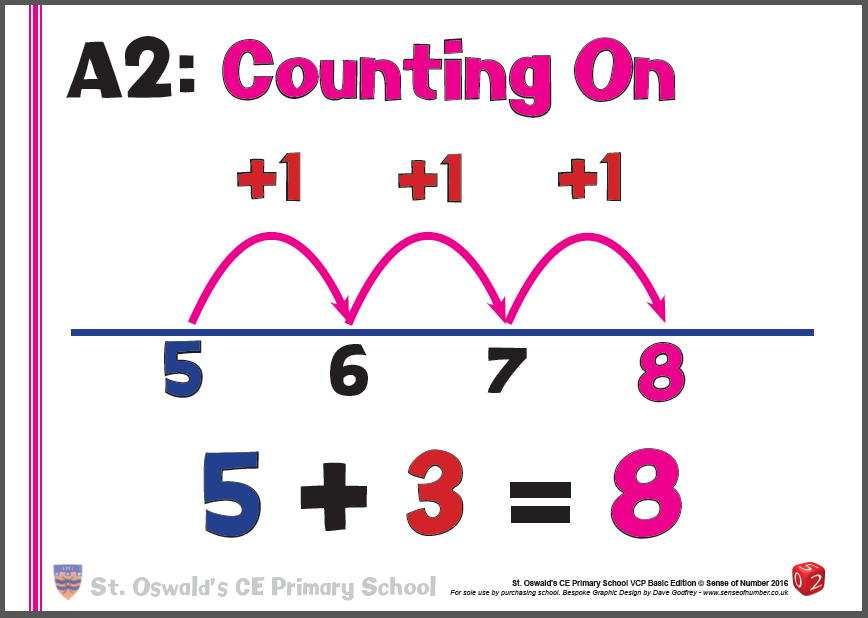 A2: Counting On
+1 +1 +1
5 6 7 8
5 + 3 = 8
St. Oswald's CE Primary School
St. Oswald's CE Primary School VCP Basic Edition © Sense of Number 2016
For sole use by purchasing school. Bespoke Graphic Design by Dave Godfrey - www.senseofnumber.co.uk